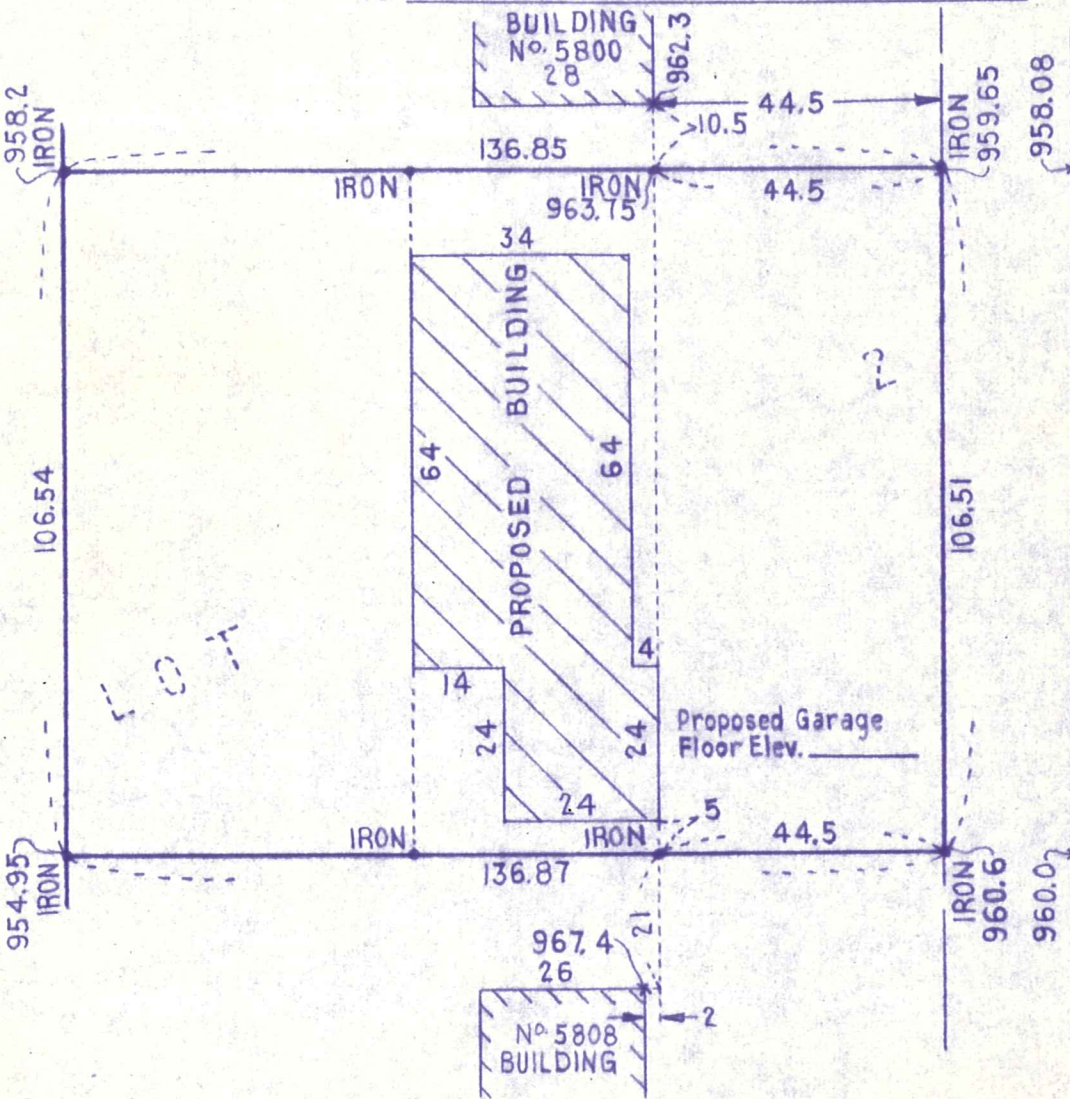 BUILDING
Nº 5800
28
962.3
44.5
10.5
958.2
IRON
IRON
959.65
958.08
136.85
IRON
IRON
963.75
44.5
34
PROPOSED BUILDING
64
64
106.54
106.51
L
LOT
4
14
24
24
Proposed Garage
Floor Elev.
24
5
IRON
IRON
44.5
136.87
954.95
IRON
IRON
960.6
960.0
21
967.4
26
2
Nº 5808
BUILDING